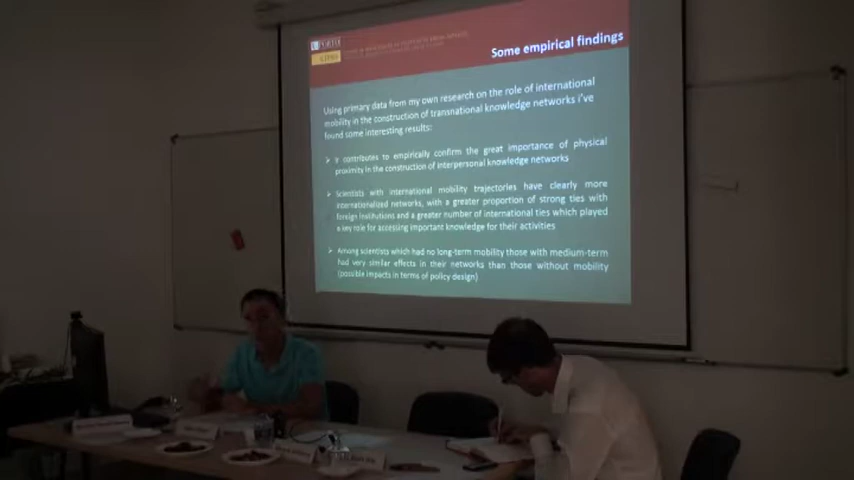 U.PORTO
Some empirical findings
Using primary data from my own research on the role of international
mobility in the construction of transnational knowledge networks i've
found some interesting results:
It contributes to empirically confirm the great importance of physical
proximity in the construction of interpersonal knowledge networks
Scientists with international mobility trajectories have clearly more
internationalized networks, with a greater proportion of strong ties with
foreign institutions and a greater number of international ties which played
a key role for accessing important knowledge for their activities
Among scientists which had no long-term mobility those with medium-term
had very similar effects in their networks than those without mobility
(possible impacts in terms of policy design)